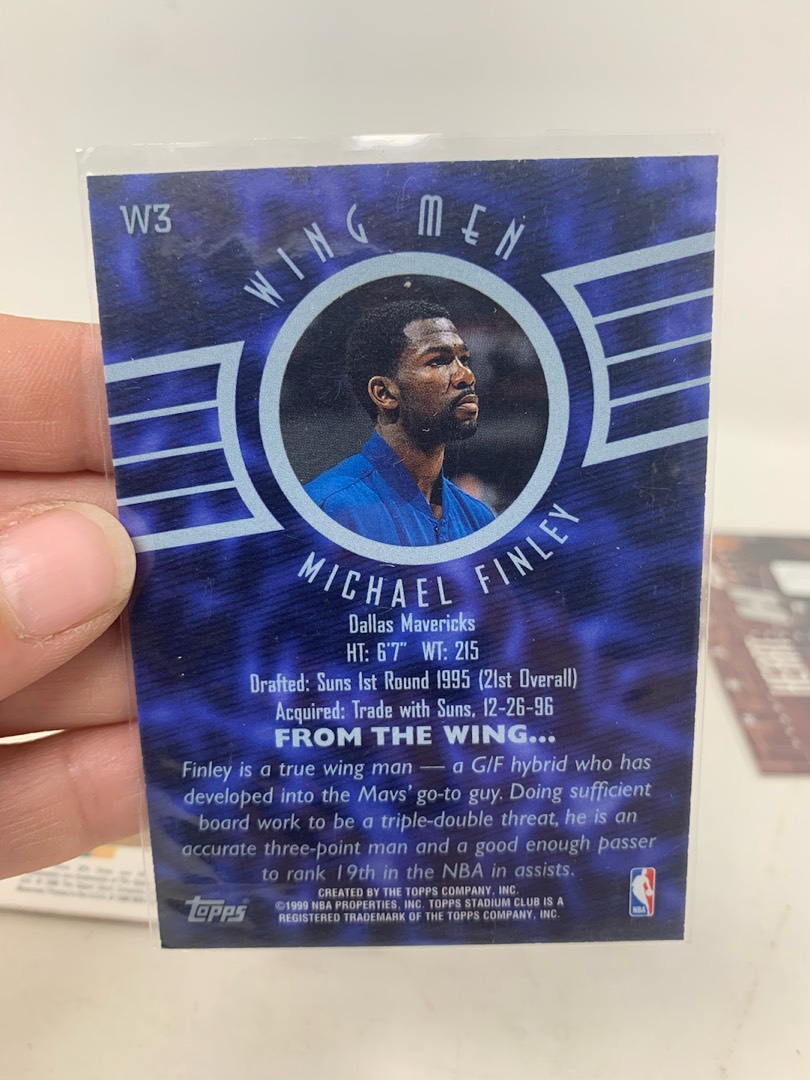 W3
WING MEN
MICHAEL FINLEY
Dallas Mavericks
HT: 6'7" WT: 215
Drafted: Suns 1st Round 1995 (21st Overall)
Acquired: Trade with Suns, 12-26-96
FROM THE WING...
Finley is a true wing man — a G/F hybrid who has
developed into the Mavs' go-to guy. Doing sufficient
board work to be a triple-double threat, he is an
accurate three-point man and a good enough passer
to rank 19th in the NBA in assists.
CREATED BY THE TOPPS COMPANY, INC.
©1999 NBA PROPERTIES, INC. TOPPS STADIUM CLUB IS A
REGISTERED TRADEMARK OF THE TOPPS COMPANY, INC.
Topps
NBA